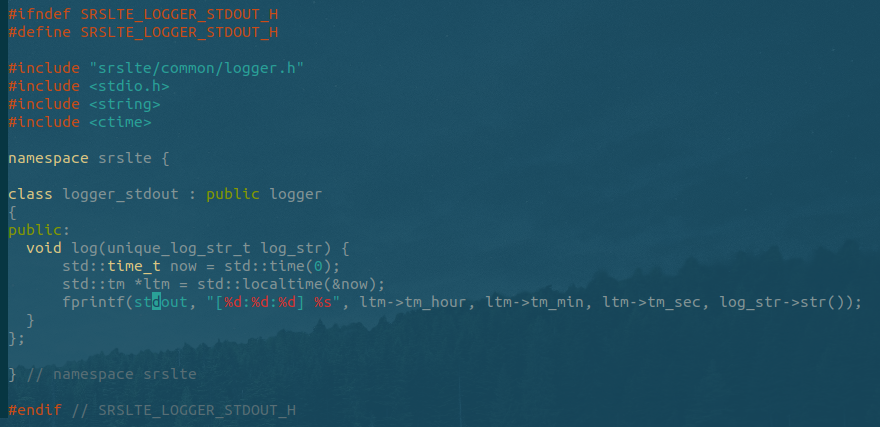 #ifndef SRSLTE_LOGGER_STDOUT_H
#define SRSLTE_LOGGER_STDOUT_H
#include "srslte/common/logger.h"
#include <stdio.h>
#include <string>
#include <ctime>
namespace srslte {
class logger_stdout : public logger
{
public:
  void log(unique_log_str_t log_str) {
      std::time_t now = std::time(0);
      std::tm *ltm = std::localtime(&now);
      fprintf(stdout, "[%d:%d:%d] %s", ltm->tm_hour, ltm->tm_min, ltm->tm_sec, log_str->str());
  }
};
} // namespace srslte
#endif // SRSLTE_LOGGER_STDOUT_H